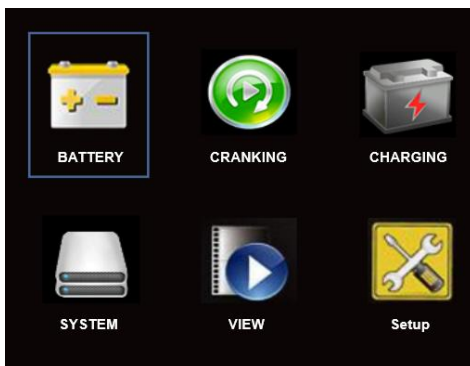 BATTERY
CRANKING
CHARGING
SYSTEM
VIEW
Setup